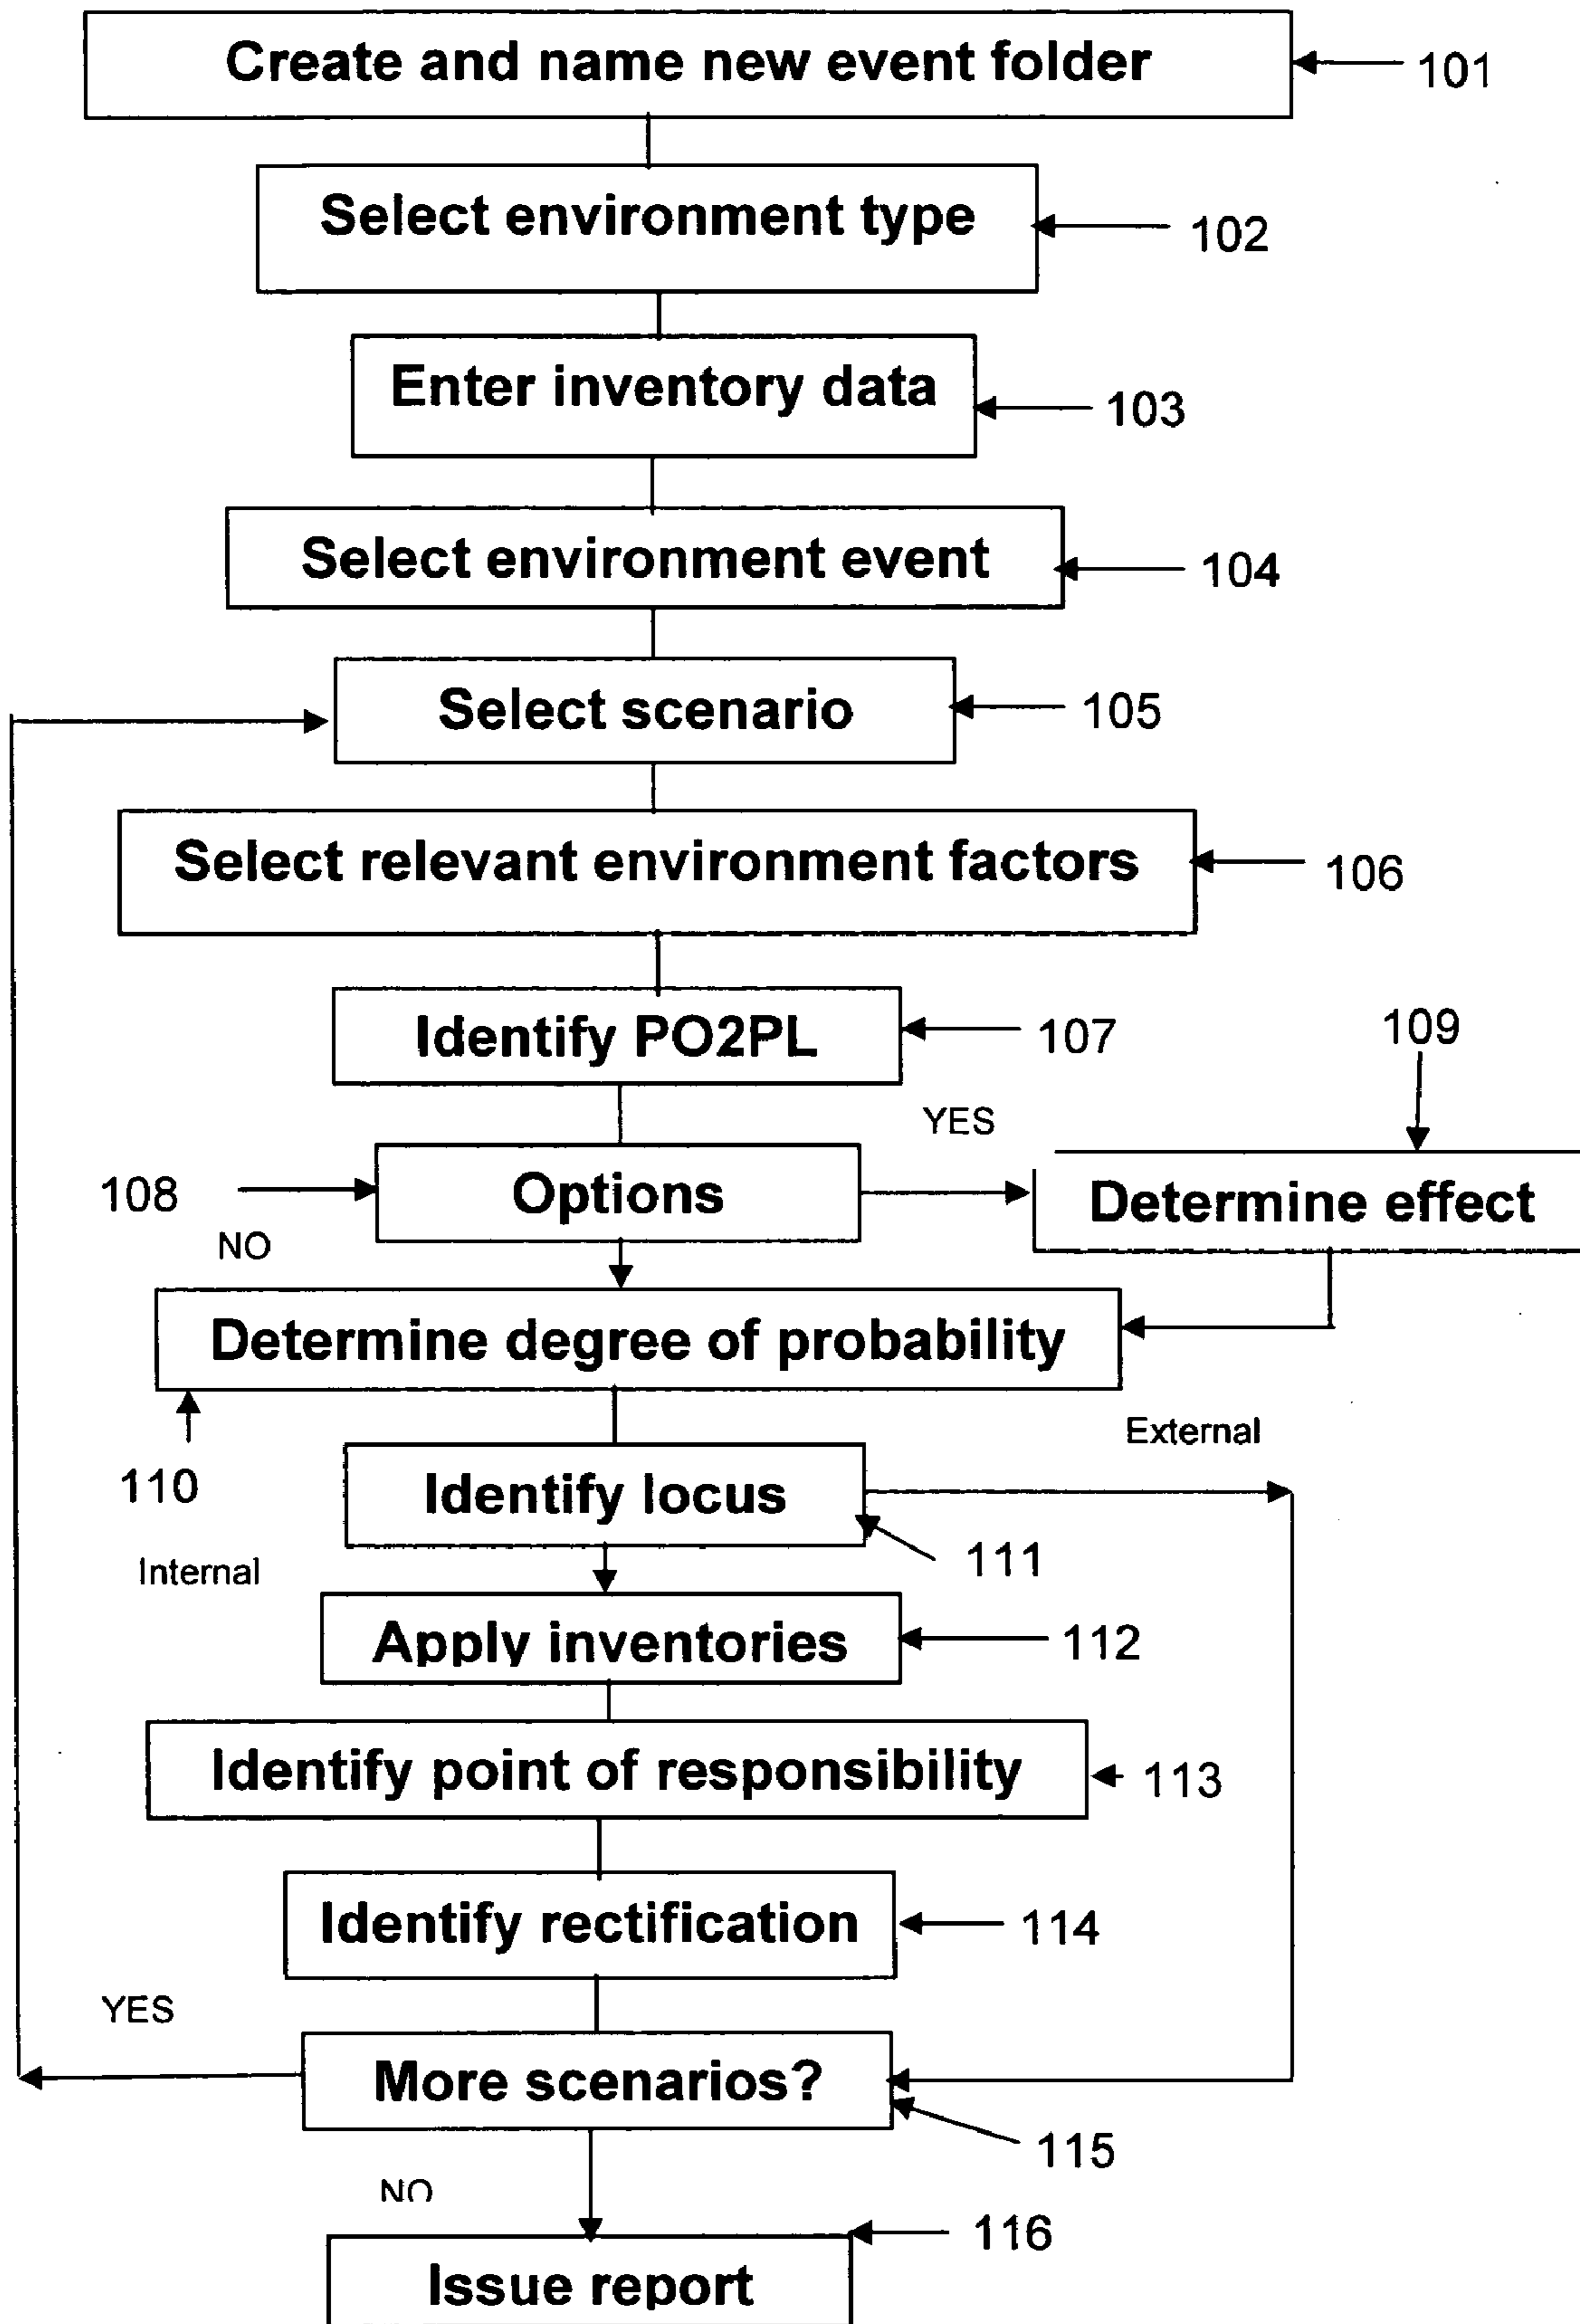 Create and name new event folder
101
Select environment type
102
Enter inventory data
103
Select environment event
104
Select scenario
105
Select relevant environment factors
106
Identify PO2PL
107
109
YES
108
Options
Determine effect
NO
Determine degree of probability
110
External
Identify locus
111
Internal
Apply inventories
112
Identify point of responsibility
113
Identify rectification
114
YES
More scenarios?
115
NO
116
Issue report